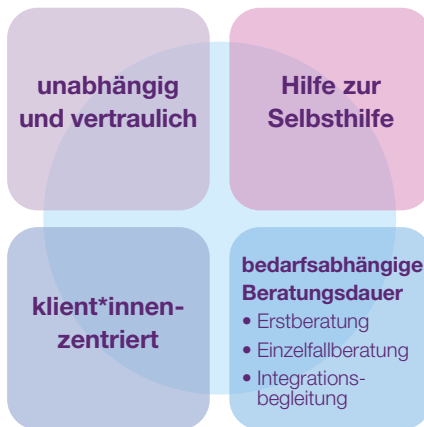 unabhängig
und vertraulich
Hilfe zur
Selbsthilfe
klient*innen-
zentriert
bedarfsabhängige
Beratungsdauer
• Erstberatung
• Einzelfallberatung
• Integrations-
begleitung